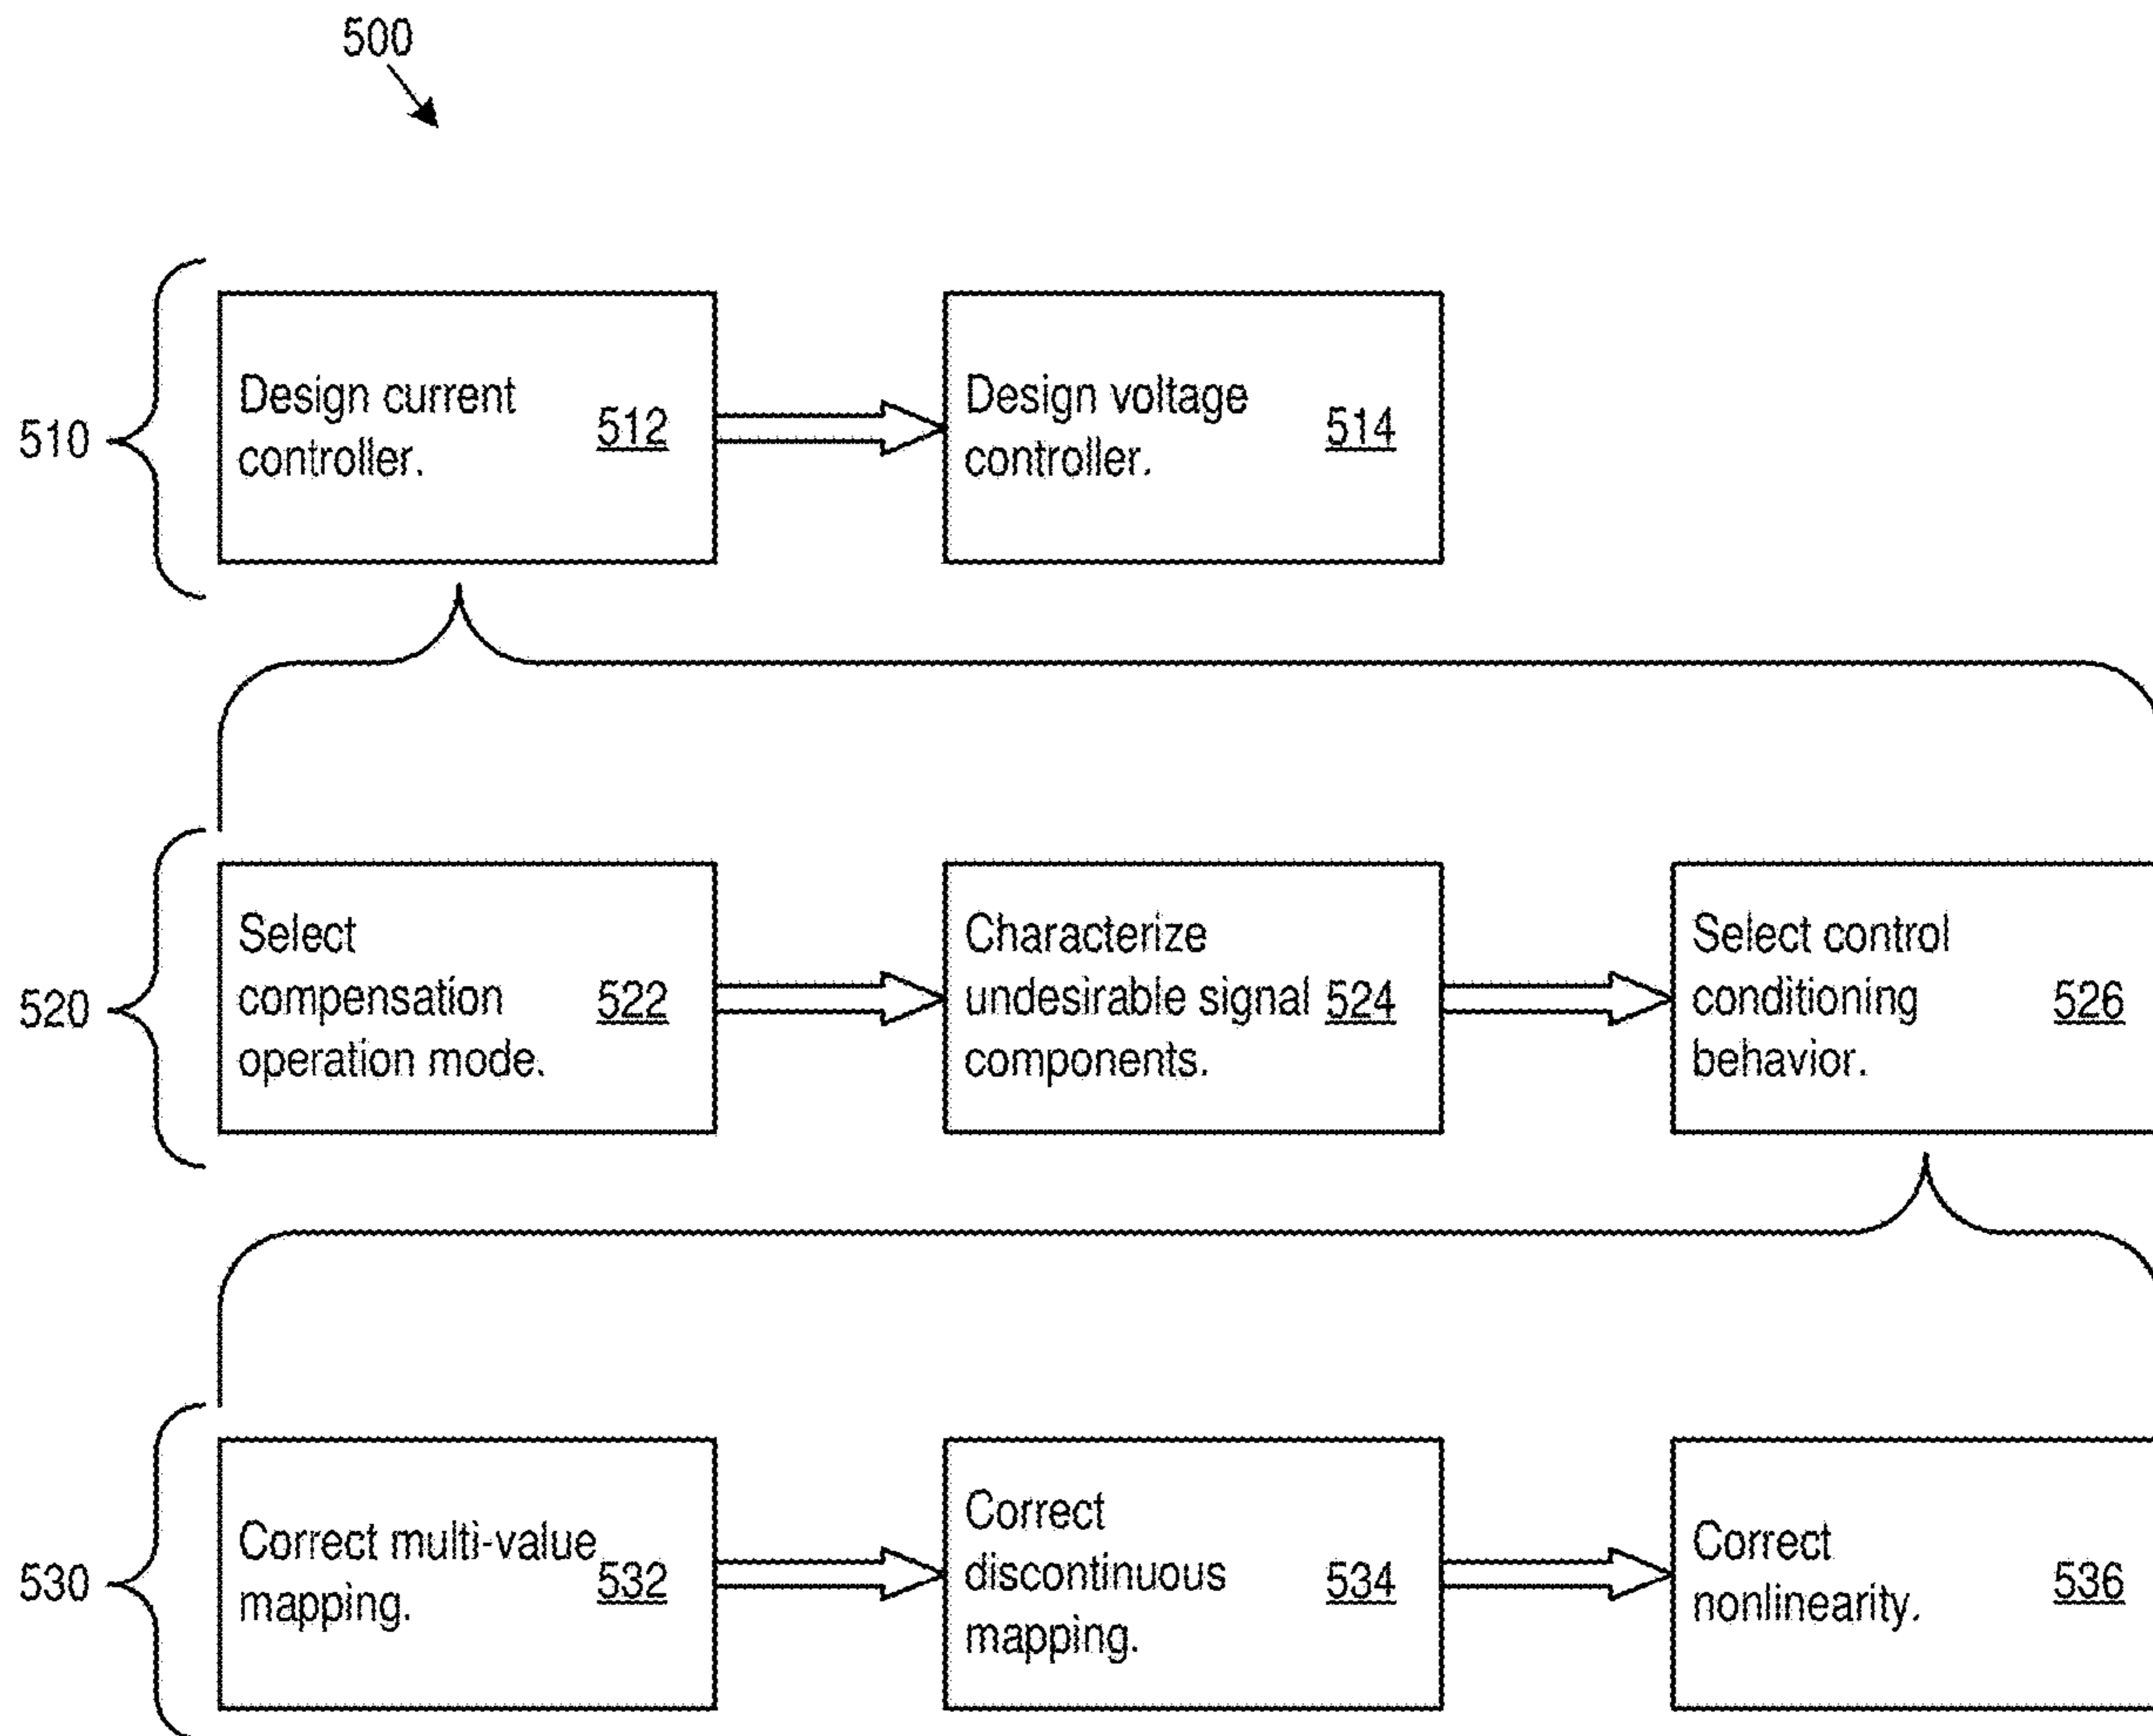 500
510
Design current
controller.
512
Design voltage
controller.
514
520
Select
compensation
operation mode.
522
Characterize
undesirable signal
components.
524
Select control
conditioning
behavior.
526
530
Correct multi-value
mapping.
532
Correct
discontinuous
mapping.
534
Correct
nonlinearity.
536